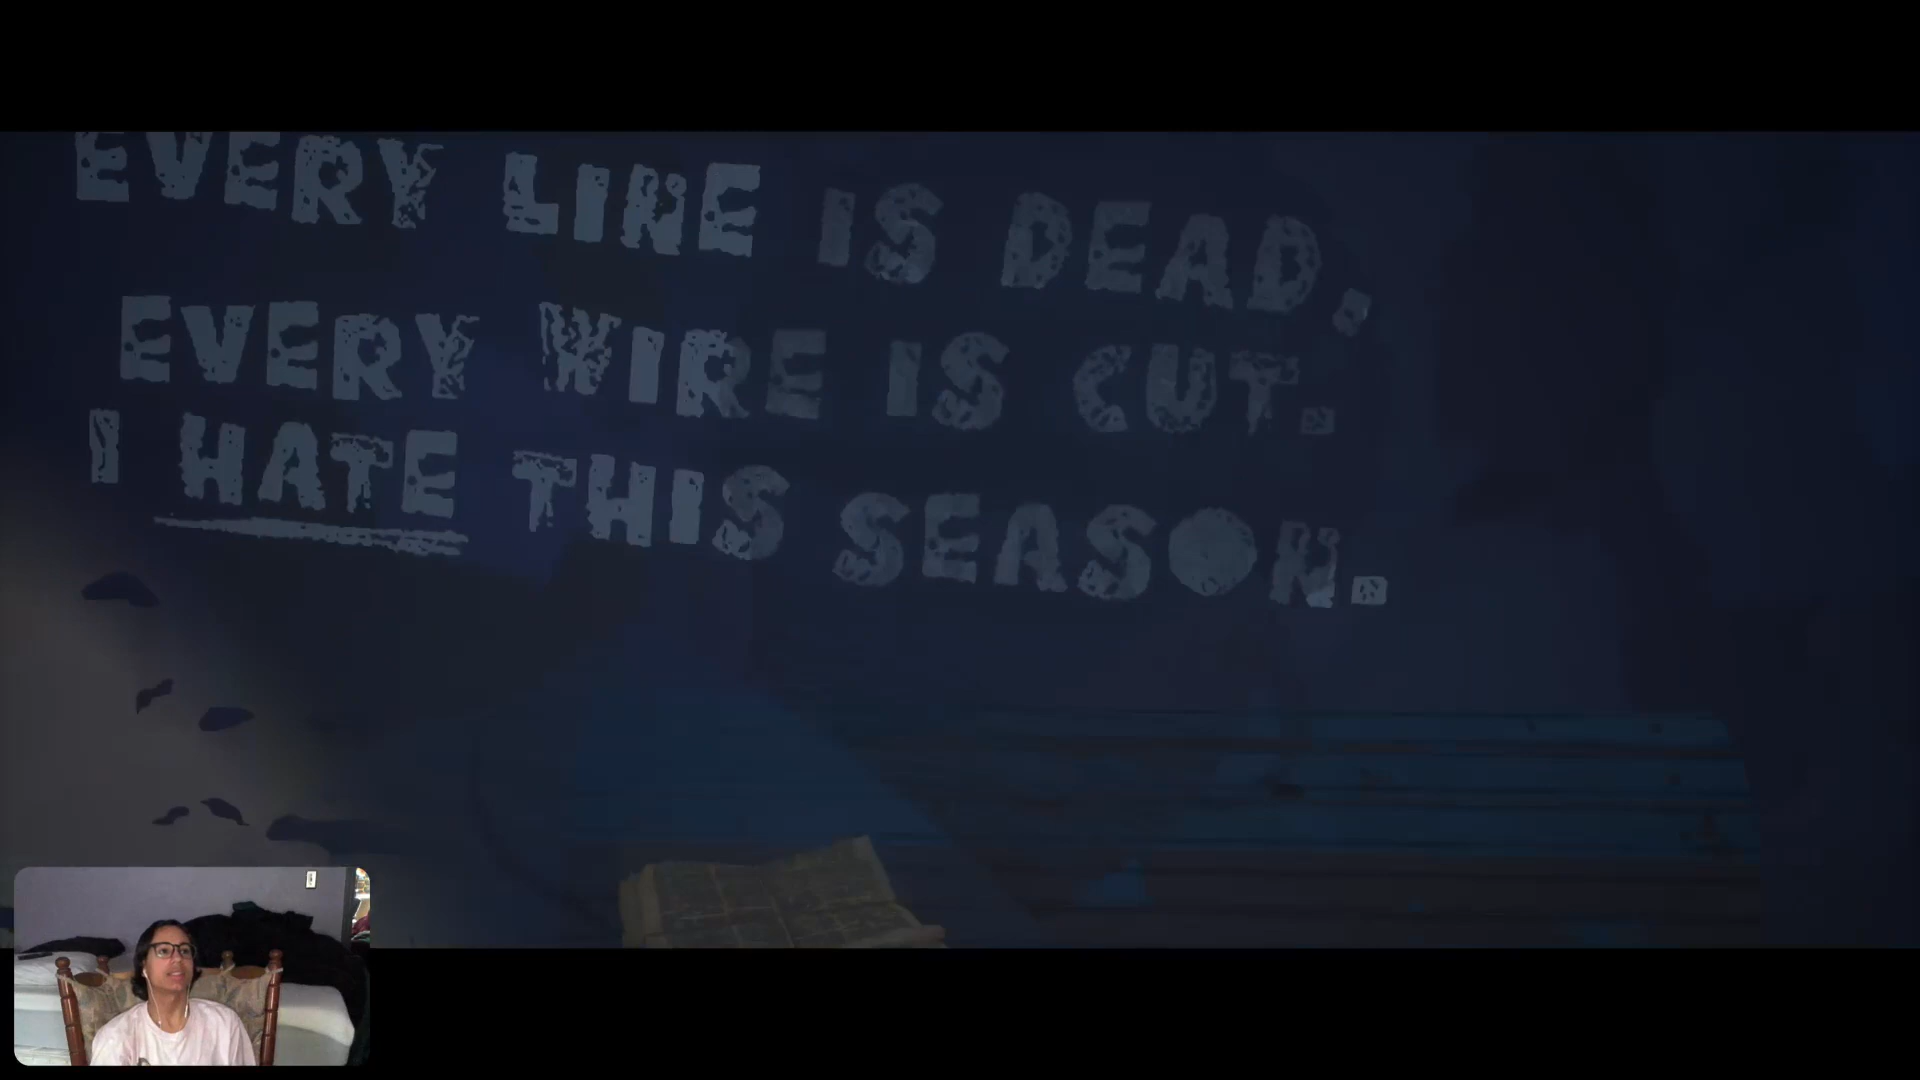 EVERY LINE IS DEAD,
EVERY WIRE IS CUT.
I HATE THIS SEASON.